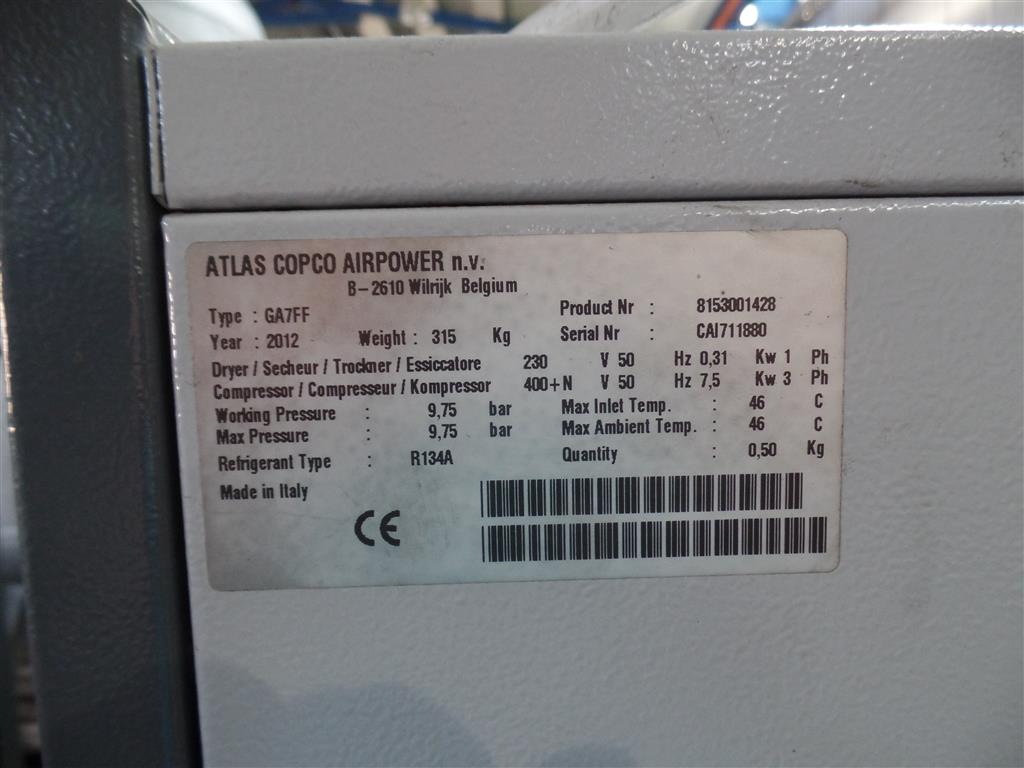 ATLAS COPCO AIRPOWER n.v.
B-2610 Wilrijk Belgium
Type : GA7FF Product Nr : 8153001428
Year : 2012 Weight : 315 Kg Serial Nr : CAI711880
Dryer / Secheur / Trockner / Essiccatore 230 V 50 Hz 0,31 Kw 1 Ph
Compressor / Compresseur / Kompressor 400+N V 50 Hz 7,5 Kw 3 Ph
Working Pressure : 9,75 bar Max Inlet Temp. : 46 C
Max Pressure : 9,75 bar Max Ambient Temp. : 46 C
Refrigerant Type : R134A Quantity : 0,50 Kg
Made in Italy
CE